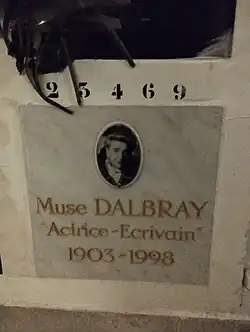 23469
Muse DALBRAY
"Actrice-Ecrivain"
1903-1998